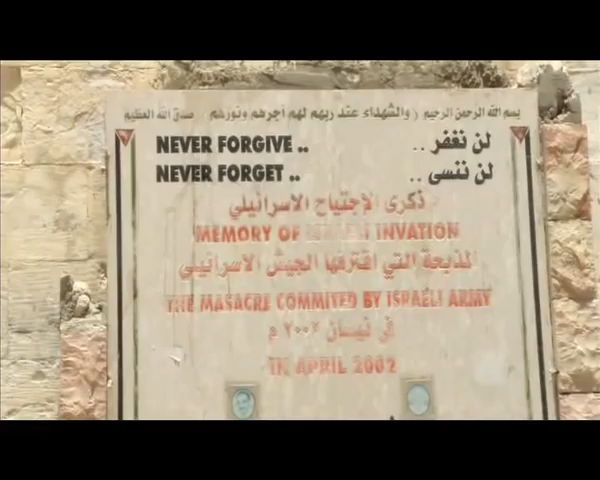 بسم الله الرحمن الرحيم ( والشهداء عند ربهم لهم أجرهم ونورهم ) صدق الله العظيم
NEVER FORGIVE .. لن نغفر ..
NEVER FORGET .. لن ننسى ..
ذكرى الاجتياح الاسرائيلي
MEMORY OF ISRAELI INVATION
المذبحة التي اقترفها الجيش الاسرائيلي
THE MASACRE COMMITED BY ISRAELI ARMY
في نيسان ٢٠٠٢ م
IN APRIL 2002